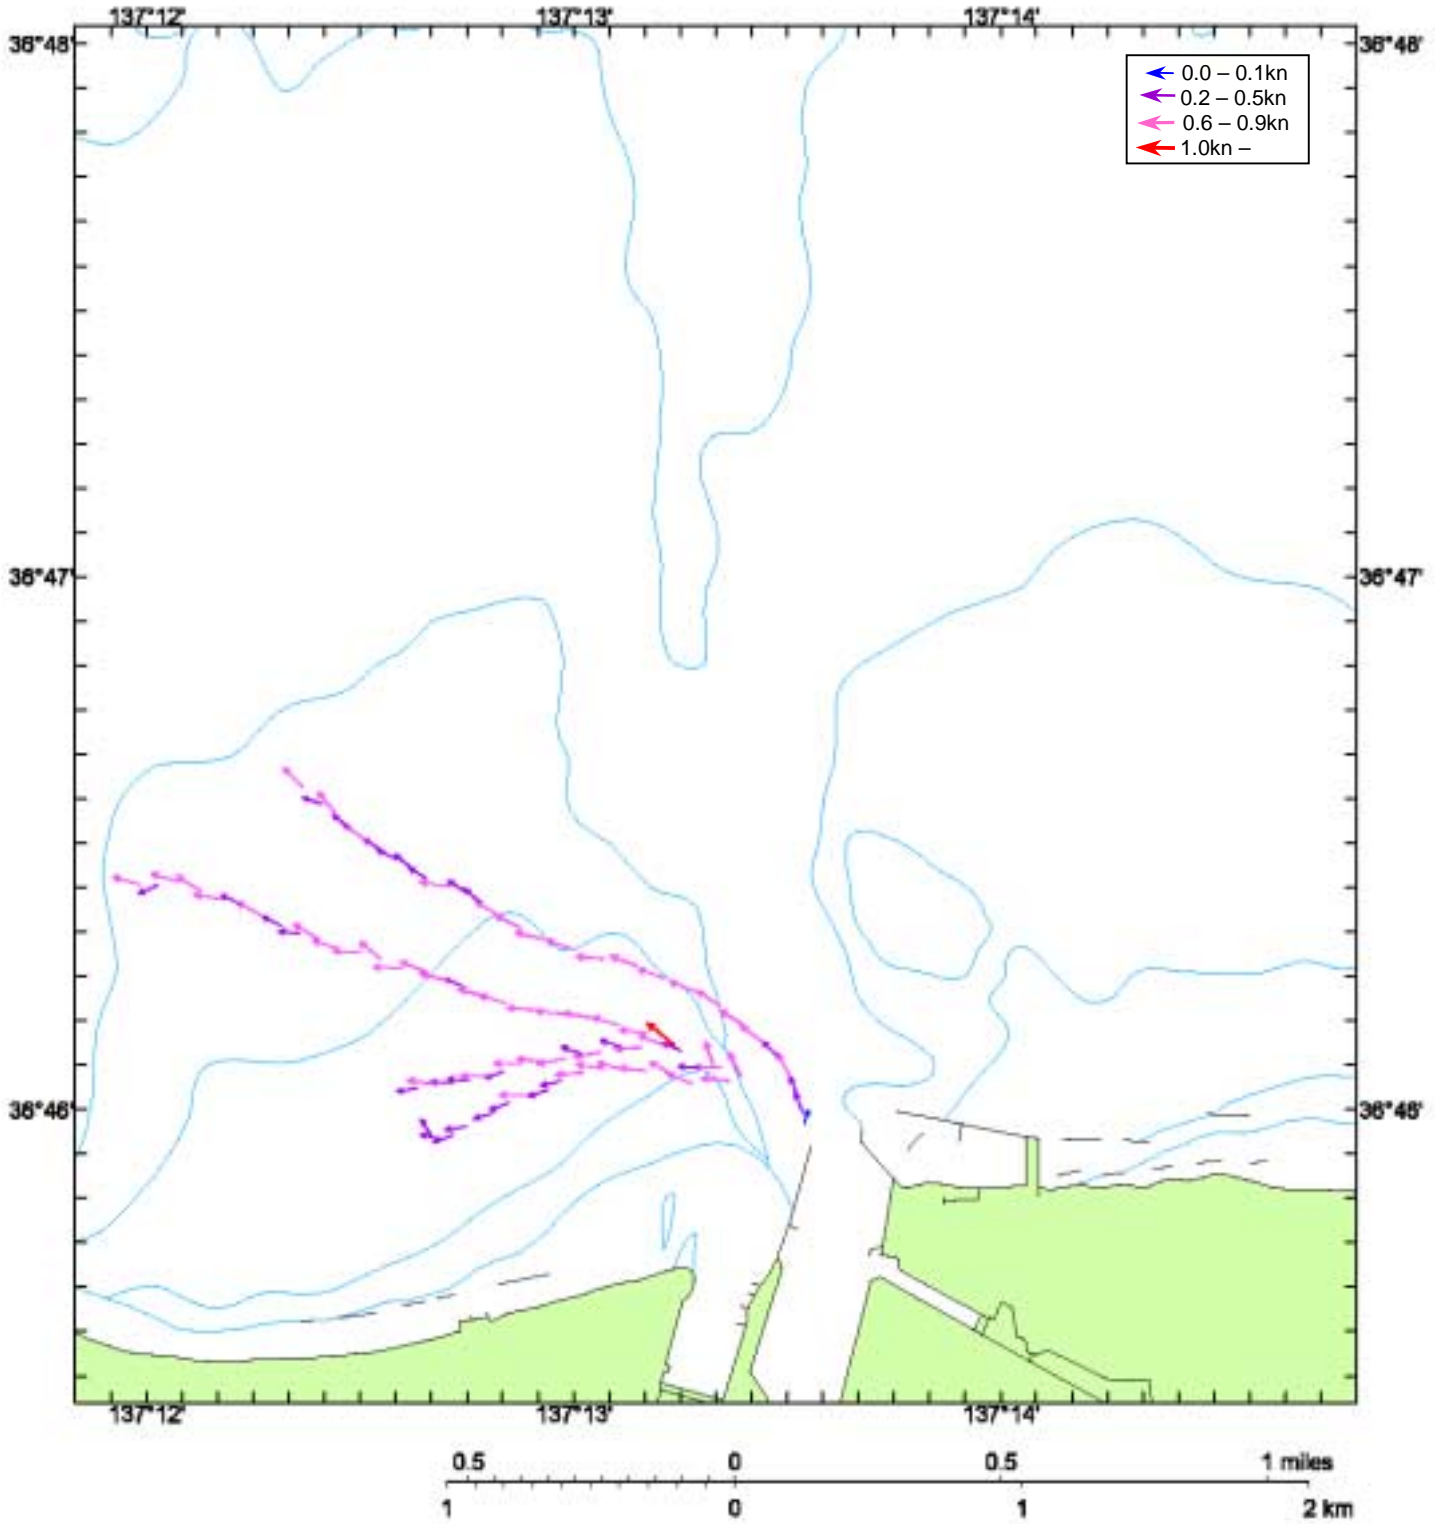 137°12' 137°13' 137°14'
36°48' 36°48'
0.0 – 0.1kn
0.2 – 0.5kn
0.6 – 0.9kn
1.0kn –
36°47' 36°47'
36°46' 36°48'
137°12' 137°13' 137°14'
0.5 0 0.5 1 miles
1 0 1 2 km